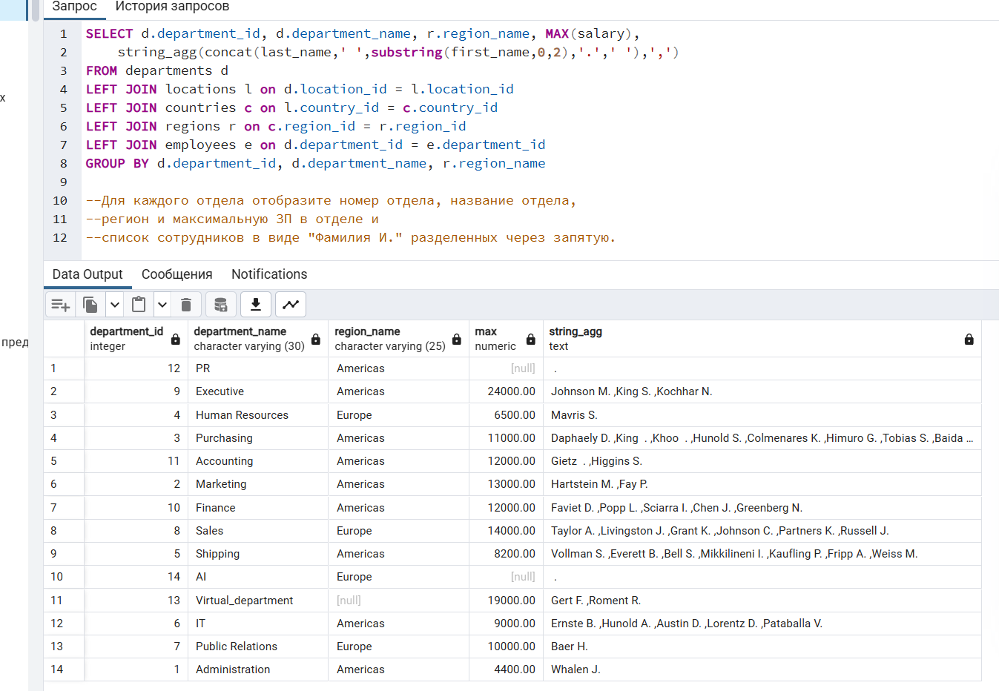 Запрос История запросов
1 SELECT d.department_id, d.department_name, r.region_name, MAX(salary),
2 string_agg(concat(last_name,' ',substring(first_name,0,2),'.',' '),',')
3 FROM departments d
х
4 LEFT JOIN locations l on d.location_id = l.location_id
5 LEFT JOIN countries c on l.country_id = c.country_id
6 LEFT JOIN regions r on c.region_id = r.region_id
7 LEFT JOIN employees e on d.department_id = e.department_id
8 GROUP BY d.department_id, d.department_name, r.region_name
9
10 --Для каждого отдела отобразите номер отдела, название отдела,
11 --регион и максимальную ЗП в отделе и
12 --список сотрудников в виде "Фамилия И." разделенных через запятую.
Data Output Сообщения Notifications
department_id department_name region_name max string_agg
пред integer character varying (30) character varying (25) numeric text
1 12 PR Americas [null] .
2 9 Executive Americas 24000.00 Johnson M. ,King S. ,Kochhar N.
3 4 Human Resources Europe 6500.00 Mavris S.
4 3 Purchasing Americas 11000.00 Daphaely D. ,King  . ,Khoo  . ,Hunold S. ,Colmenares K. ,Himuro G. ,Tobias S. ,Baida ...
5 11 Accounting Americas 12000.00 Gietz  . ,Higgins S.
6 2 Marketing Americas 13000.00 Hartstein M. ,Fay P.
7 10 Finance Americas 12000.00 Faviet D. ,Popp L. ,Sciarra I. ,Chen J. ,Greenberg N.
8 8 Sales Europe 14000.00 Taylor A. ,Livingston J. ,Grant K. ,Johnson C. ,Partners K. ,Russell J.
9 5 Shipping Americas 8200.00 Vollman S. ,Everett B. ,Bell S. ,Mikkilineni I. ,Kaufling P. ,Fripp A. ,Weiss M.
10 14 AI Europe [null] .
11 13 Virtual_department [null] 19000.00 Gert F. ,Roment R.
12 6 IT Americas 9000.00 Ernste B. ,Hunold A. ,Austin D. ,Lorentz D. ,Pataballa V.
13 7 Public Relations Europe 10000.00 Baer H.
14 1 Administration Americas 4400.00 Whalen J.